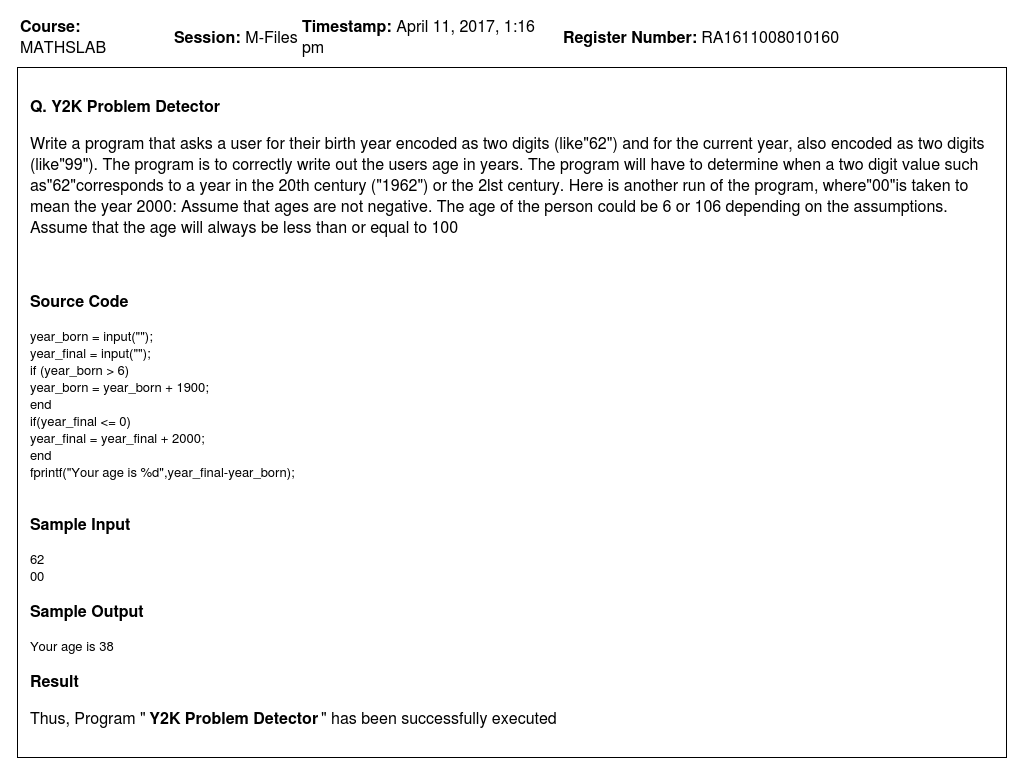 Course: MATHSLAB Session: M-Files Timestamp: April 11, 2017, 1:16 pm Register Number: RA1611008010160
Q. Y2K Problem Detector
Write a program that asks a user for their birth year encoded as two digits (like"62") and for the current year, also encoded as two digits
(like"99"). The program is to correctly write out the users age in years. The program will have to determine when a two digit value such
as"62"corresponds to a year in the 20th century ("1962") or the 2lst century. Here is another run of the program, where"00"is taken to
mean the year 2000: Assume that ages are not negative. The age of the person could be 6 or 106 depending on the assumptions.
Assume that the age will always be less than or equal to 100
Source Code
year_born = input("");
year_final = input("");
if (year_born > 6)
year_born = year_born + 1900;
end
if(year_final <= 0)
year_final = year_final + 2000;
end
fprintf("Your age is %d",year_final-year_born);
Sample Input
62
00
Sample Output
Your age is 38
Result
Thus, Program " Y2K Problem Detector " has been successfully executed